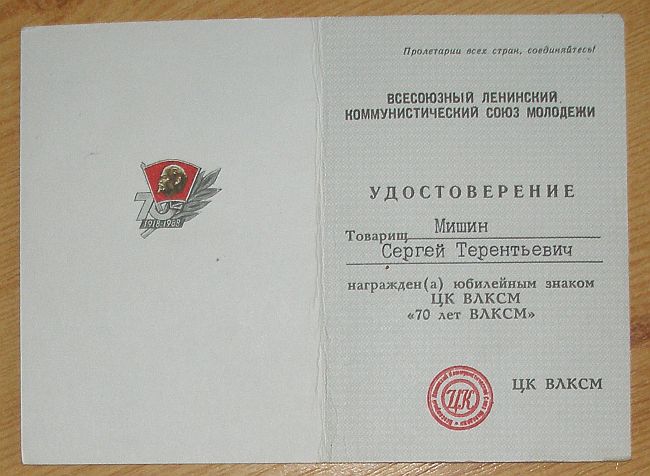 70
1918-1988
Пролетарии всех стран, соединяйтесь!
ВСЕСОЮЗНЫЙ ЛЕНИНСКИЙ
КОММУНИСТИЧЕСКИЙ СОЮЗ МОЛОДЕЖИ
УДОСТОВЕРЕНИЕ
Товарищ Мишин
Сергей Терентьевич
награжден(а) юбилейным знаком
ЦК ВЛКСМ
«70 лет ВЛКСМ»
ЦК
ЦК ВЛКСМ